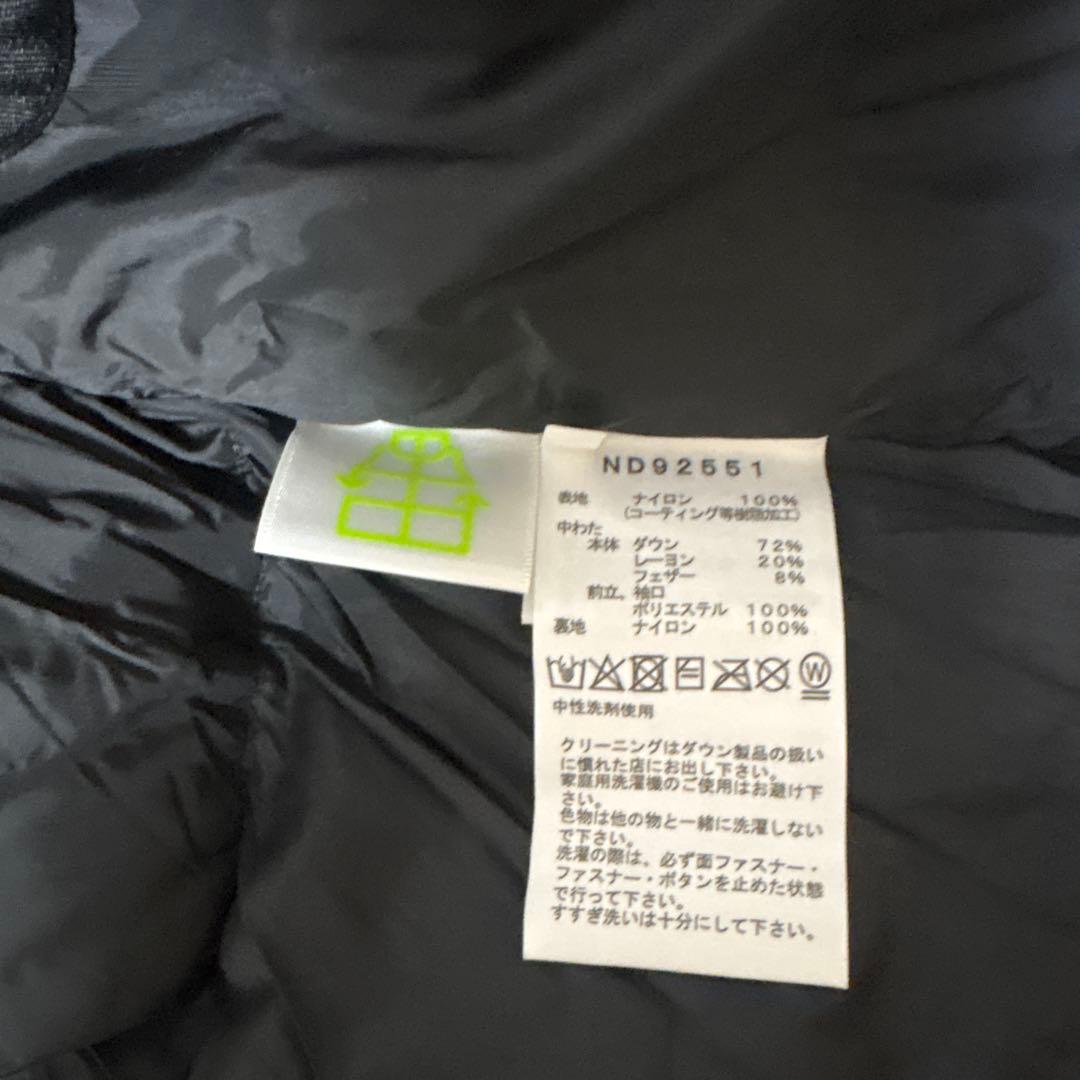 ND92551
表地 ナイロン 100%
(コーティング等樹脂加工)
中わた
本体 ダウン 72%
レーヨン 20%
フェザー 8%
前立、袖口
ポリエステル 100%
裏地 ナイロン 100%
W
中性洗剤使用
クリーニングはダウン製品の扱い
に慣れた店にお出し下さい。
家庭用洗濯機のご使用はお避け下
さい。
色物は他の物と一緒に洗濯しない
で下さい。
洗濯の際は、必ず面ファスナー・
ファスナー・ボタンを止めた状態
で行って下さい。
すすぎ洗いは十分にして下さい。